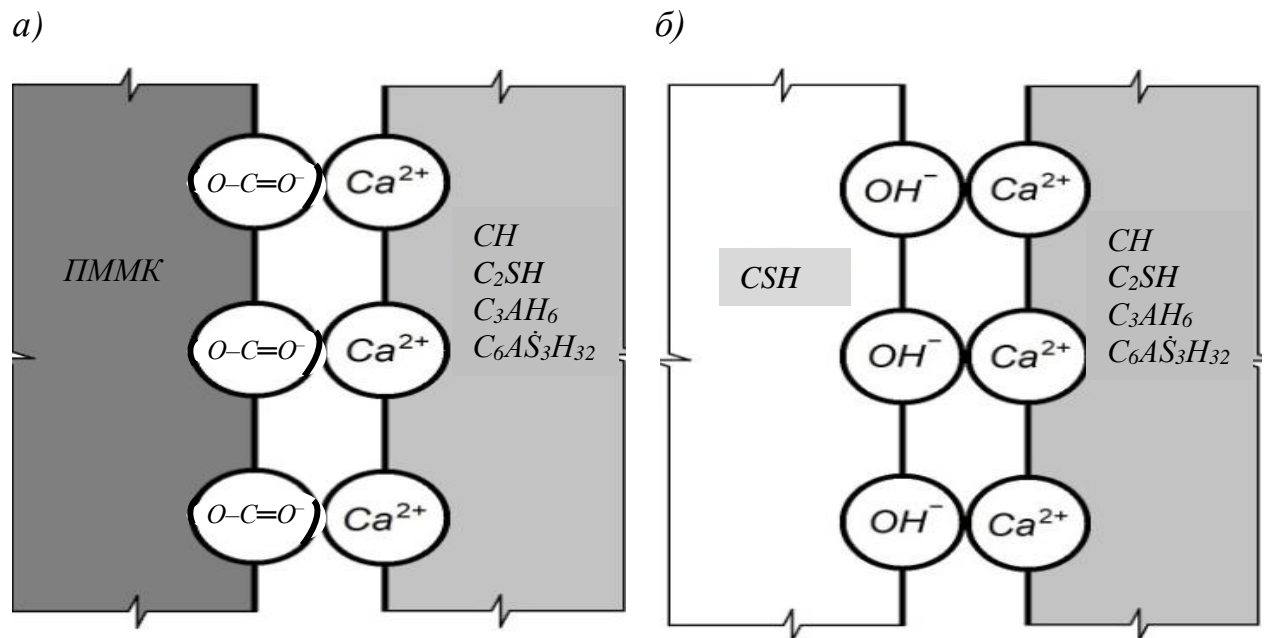 а)
О–С=О⁻ Ca²⁺
О–С=О⁻ Ca²⁺
О–С=О⁻ Ca²⁺
ПММК
CH
C₂SH
C₃AH₆
C₆AṠ₃H₃₂
б)
OH⁻ Ca²⁺
OH⁻ Ca²⁺
OH⁻ Ca²⁺
CSH
CH
C₂SH
C₃AH₆
C₆AṠ₃H₃₂